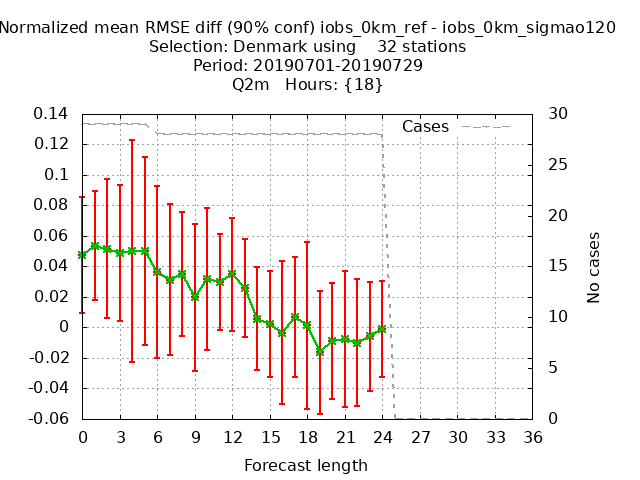 Normalized mean RMSE diff (90% conf) iobs_0km_ref - iobs_0km_sigmao120
Selection: Denmark using    32 stations
Period: 20190701-20190729
Q2m   Hours: {18}
Cases
0.14
0.12
0.1
0.08
0.06
0.04
0.02
0
-0.02
-0.04
-0.06
30
25
20
15
10
5
0
No cases
0 3 6 9 12 15 18 21 24 27 30 33 36
Forecast length